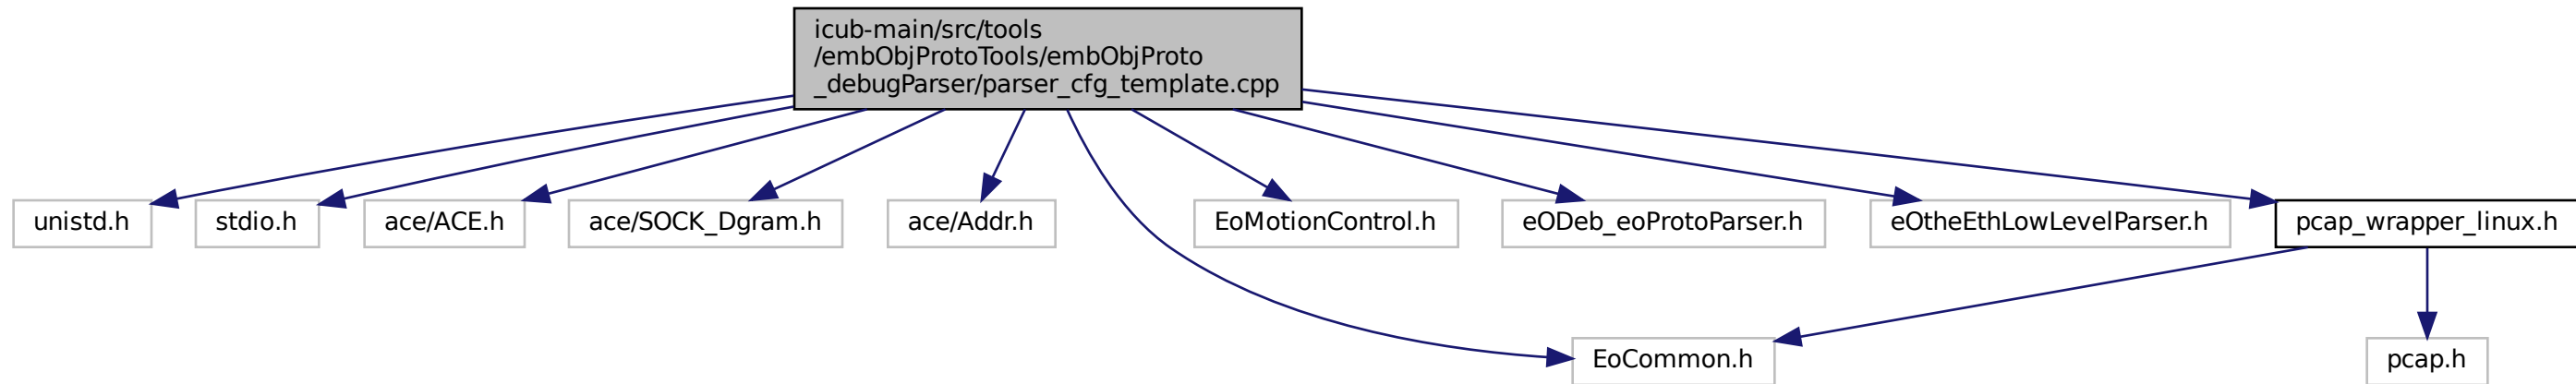 icub-main/src/tools
/embObjProtoTools/embObjProto
_debugParser/parser_cfg_template.cpp
unistd.h
stdio.h
ace/ACE.h
ace/SOCK_Dgram.h
ace/Addr.h
EoMotionControl.h
eODeb_eoProtoParser.h
eOtheEthLowLevelParser.h
pcap_wrapper_linux.h
EoCommon.h
pcap.h